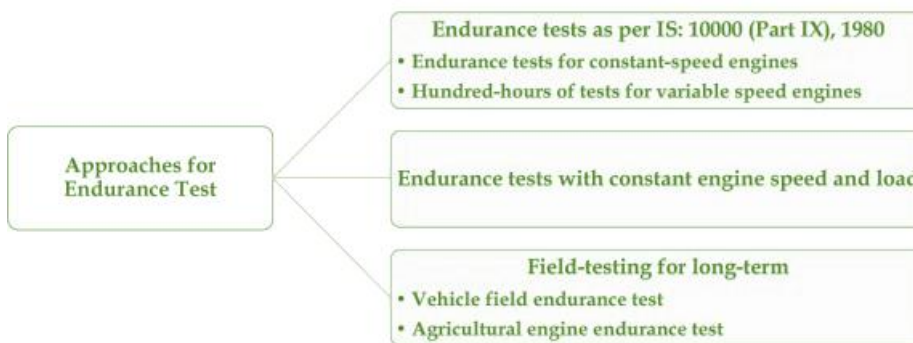 Approaches for
Endurance Test
Endurance tests as per IS: 10000 (Part IX), 1980
• Endurance tests for constant-speed engines
• Hundred-hours of tests for variable speed engines
Endurance tests with constant engine speed and load
Field-testing for long-term
• Vehicle field endurance test
• Agricultural engine endurance test